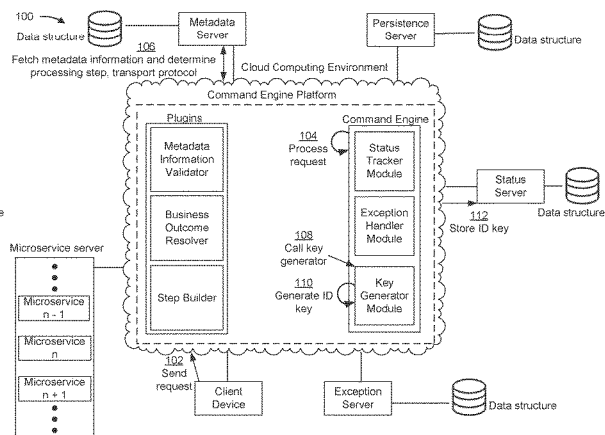 100
Data structure
Metadata
Server
Persistence
Server
Data structure
106
Fetch metadata information and determine
processing step, transport protocol
Cloud Computing Environment
Command Engine Platform
Plugins
Metadata
Information
Validator
Business
Outcome
Resolver
Step Builder
Command Engine
104
Process
request
Status
Tracker
Module
Exception
Handler
Module
108
Call key
generator
110
Generate ID
key
Key
Generator
Module
Status
Server
112
Store ID key
Data structure
e
Microservice server
Microservice
n - 1
Microservice
n
Microservice
n + 1
102
Send
request
Client
Device
Exception
Server
Data structure